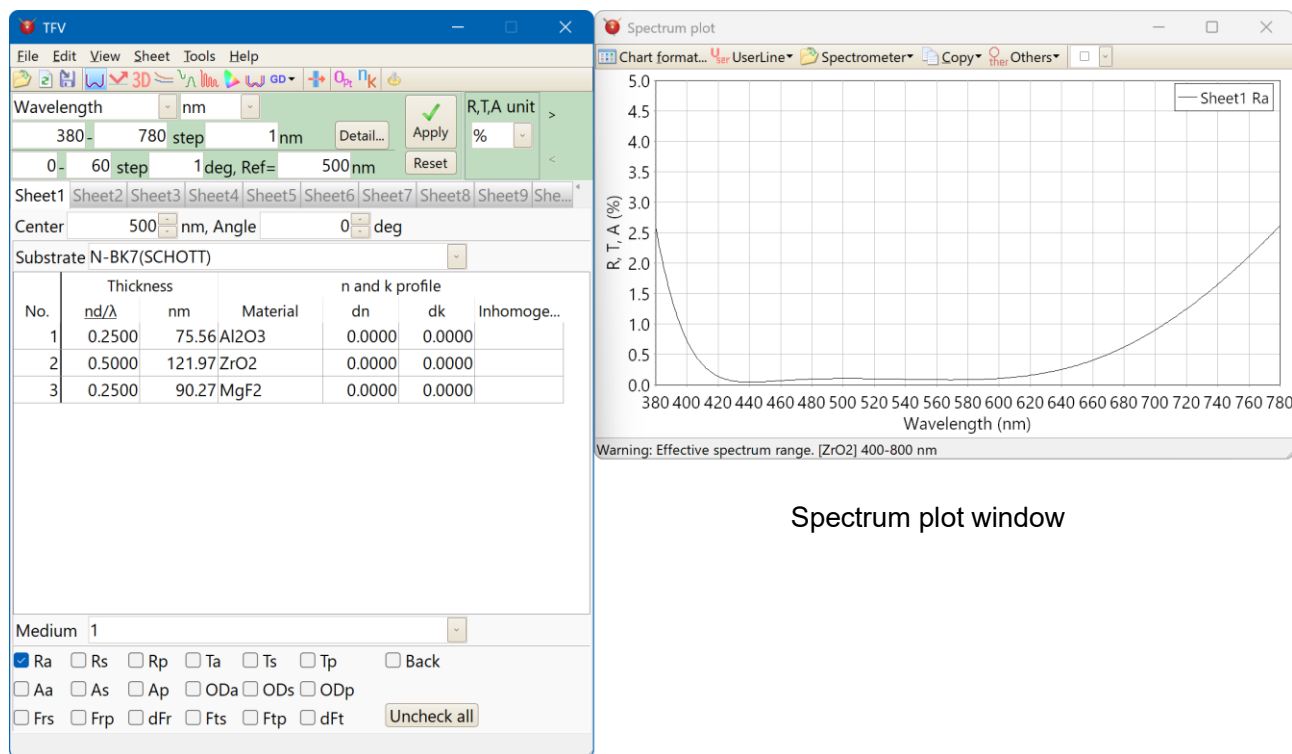 TFV
File Edit View Sheet Tools Help
3D GD OPt nK
Wavelength nm R,T,A unit
380- 780 step 1 nm Detail... Apply % >
0- 60 step 1 deg, Ref= 500 nm Reset <
Sheet1 Sheet2 Sheet3 Sheet4 Sheet5 Sheet6 Sheet7 Sheet8 Sheet9 She...
Center 500 nm, Angle 0 deg
Substrate N-BK7(SCHOTT)
Thickness n and k profile
No. nd/λ nm Material dn dk Inhomoge...
1 0.2500 75.56 Al2O3 0.0000 0.0000
2 0.5000 121.97 ZrO2 0.0000 0.0000
3 0.2500 90.27 MgF2 0.0000 0.0000
Medium 1
Ra Rs Rp Ta Ts Tp Back
Aa As Ap ODa ODs ODp
Frs Frp dFr Fts Ftp dFt Uncheck all
Spectrum plot
Chart format... User UserLine Spectrometer Copy Other Others
5.0
4.5
4.0
3.5
3.0
2.5
2.0
1.5
1.0
0.5
0.0
R, T, A (%)
Sheet1 Ra
380 400 420 440 460 480 500 520 540 560 580 600 620 640 660 680 700 720 740 760 780
Wavelength (nm)
Warning: Effective spectrum range. [ZrO2] 400-800 nm
Spectrum plot window